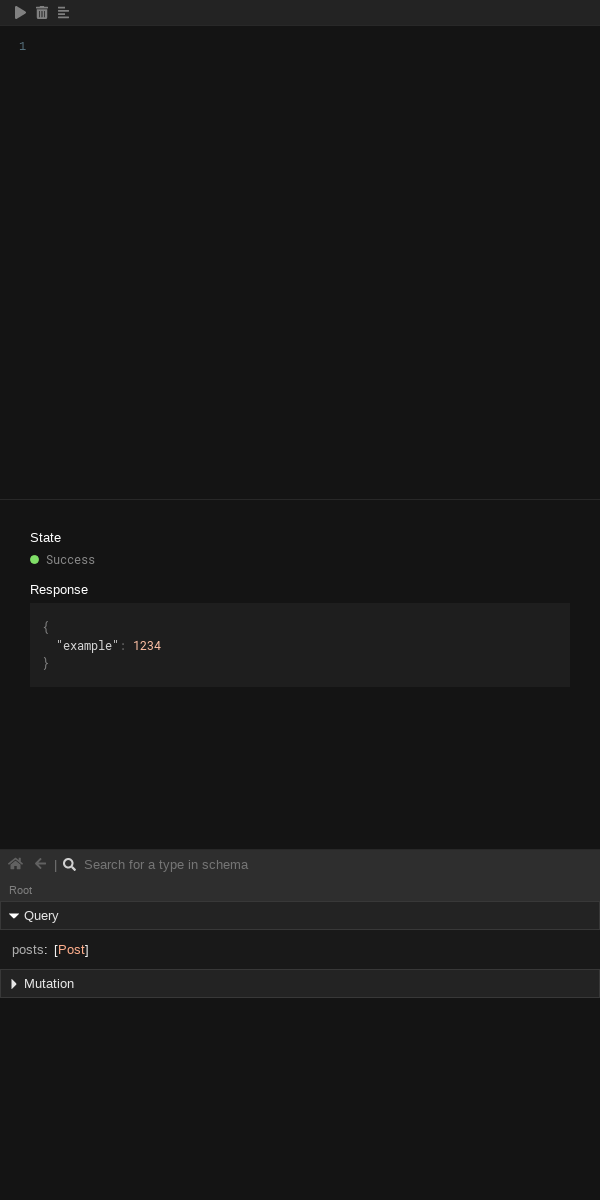 1
State
Success
Response
{
"example": 1234
}
| Search for a type in schema
Root
Query
posts: [Post]
Mutation